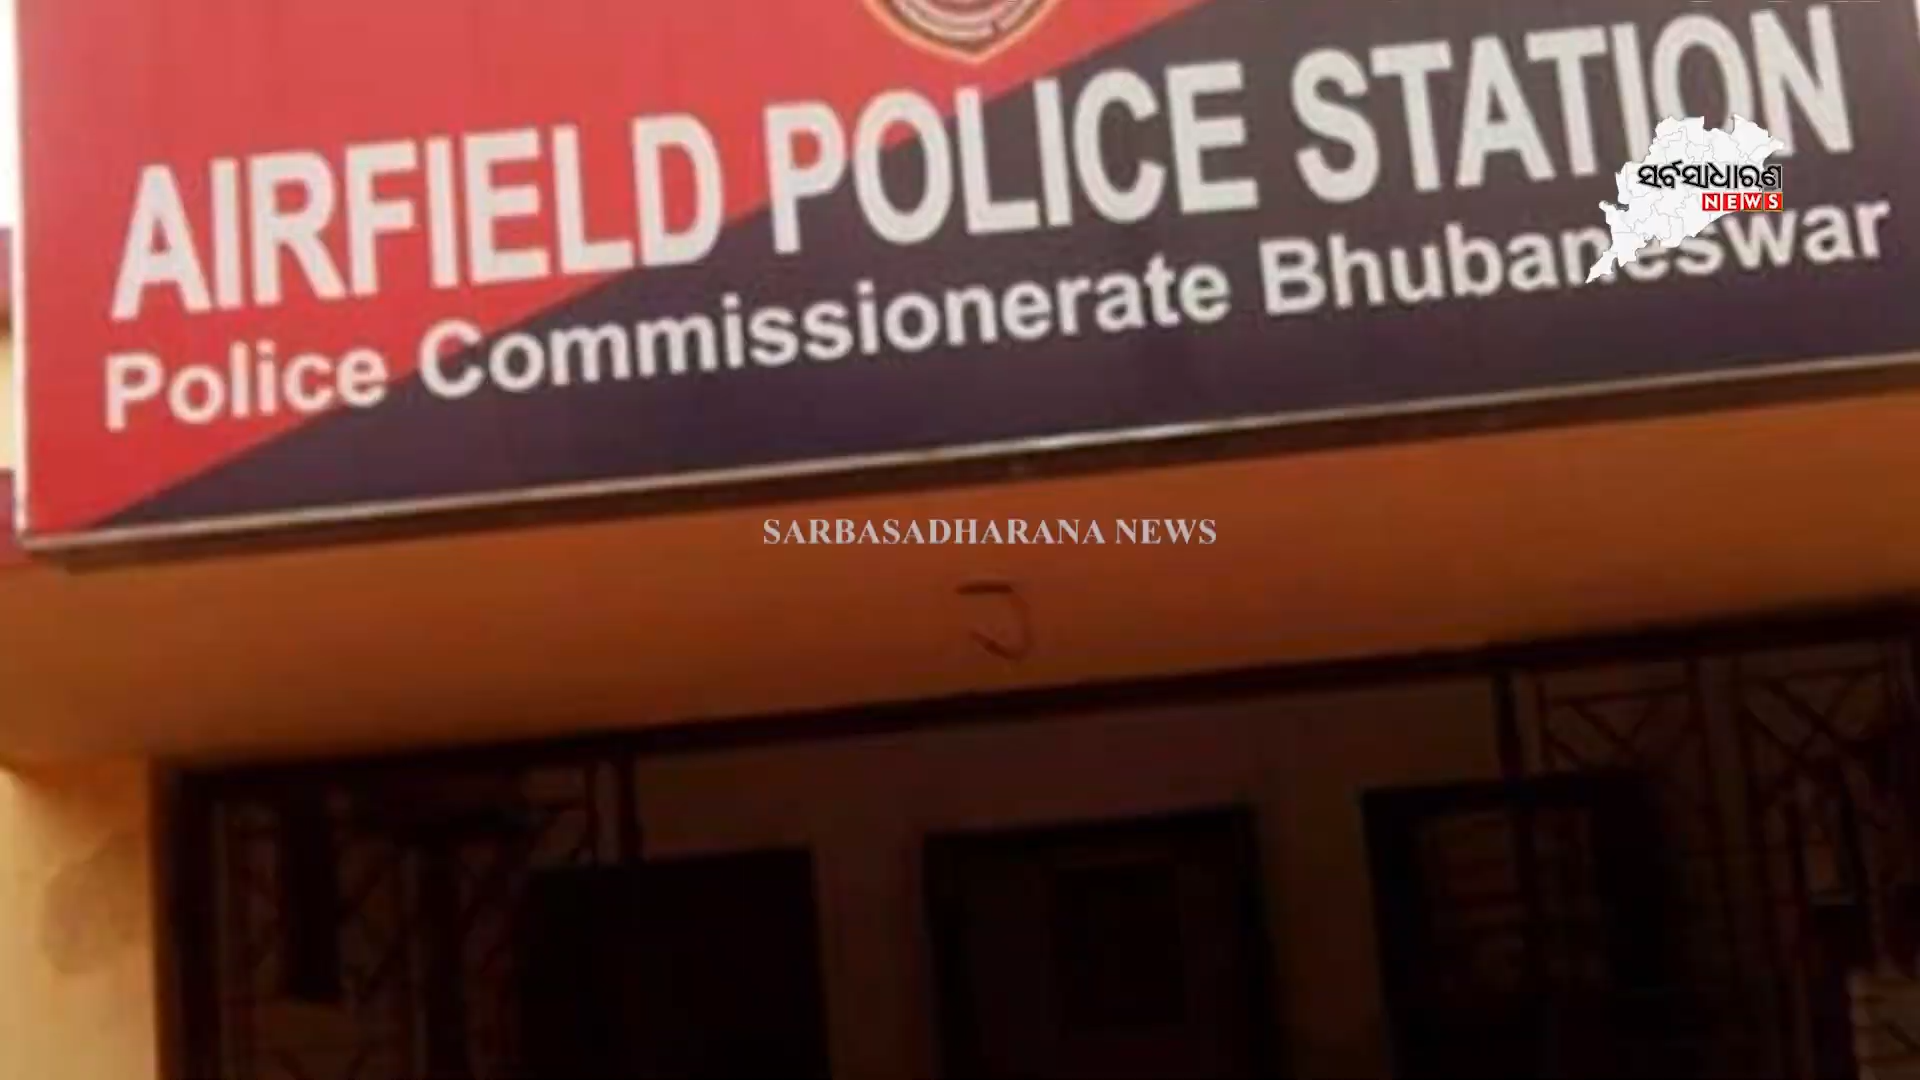 AIRFIELD POLICE STATION
Police Commissionerate Bhubaneswar
ସର୍ବସାଧାରଣ
NEWS
SARBASADHARANA NEWS